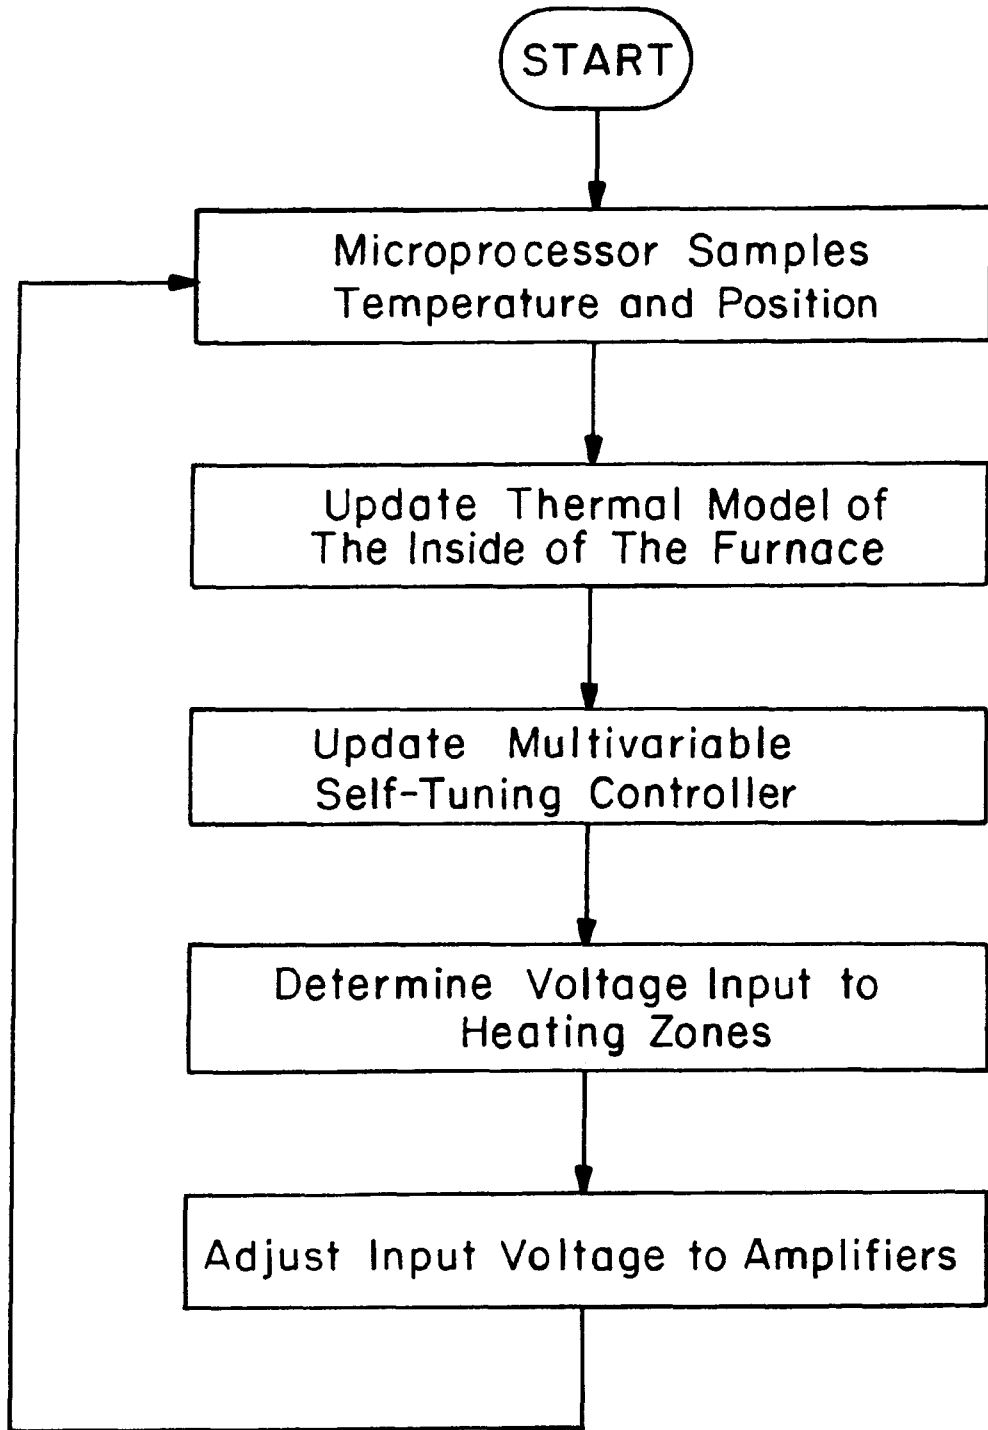 START
Microprocessor Samples
Temperature and Position
Update Thermal Model of
The Inside of The Furnace
Update Multivariable
Self-Tuning Controller
Determine Voltage Input to
Heating Zones
Adjust Input Voltage to Amplifiers